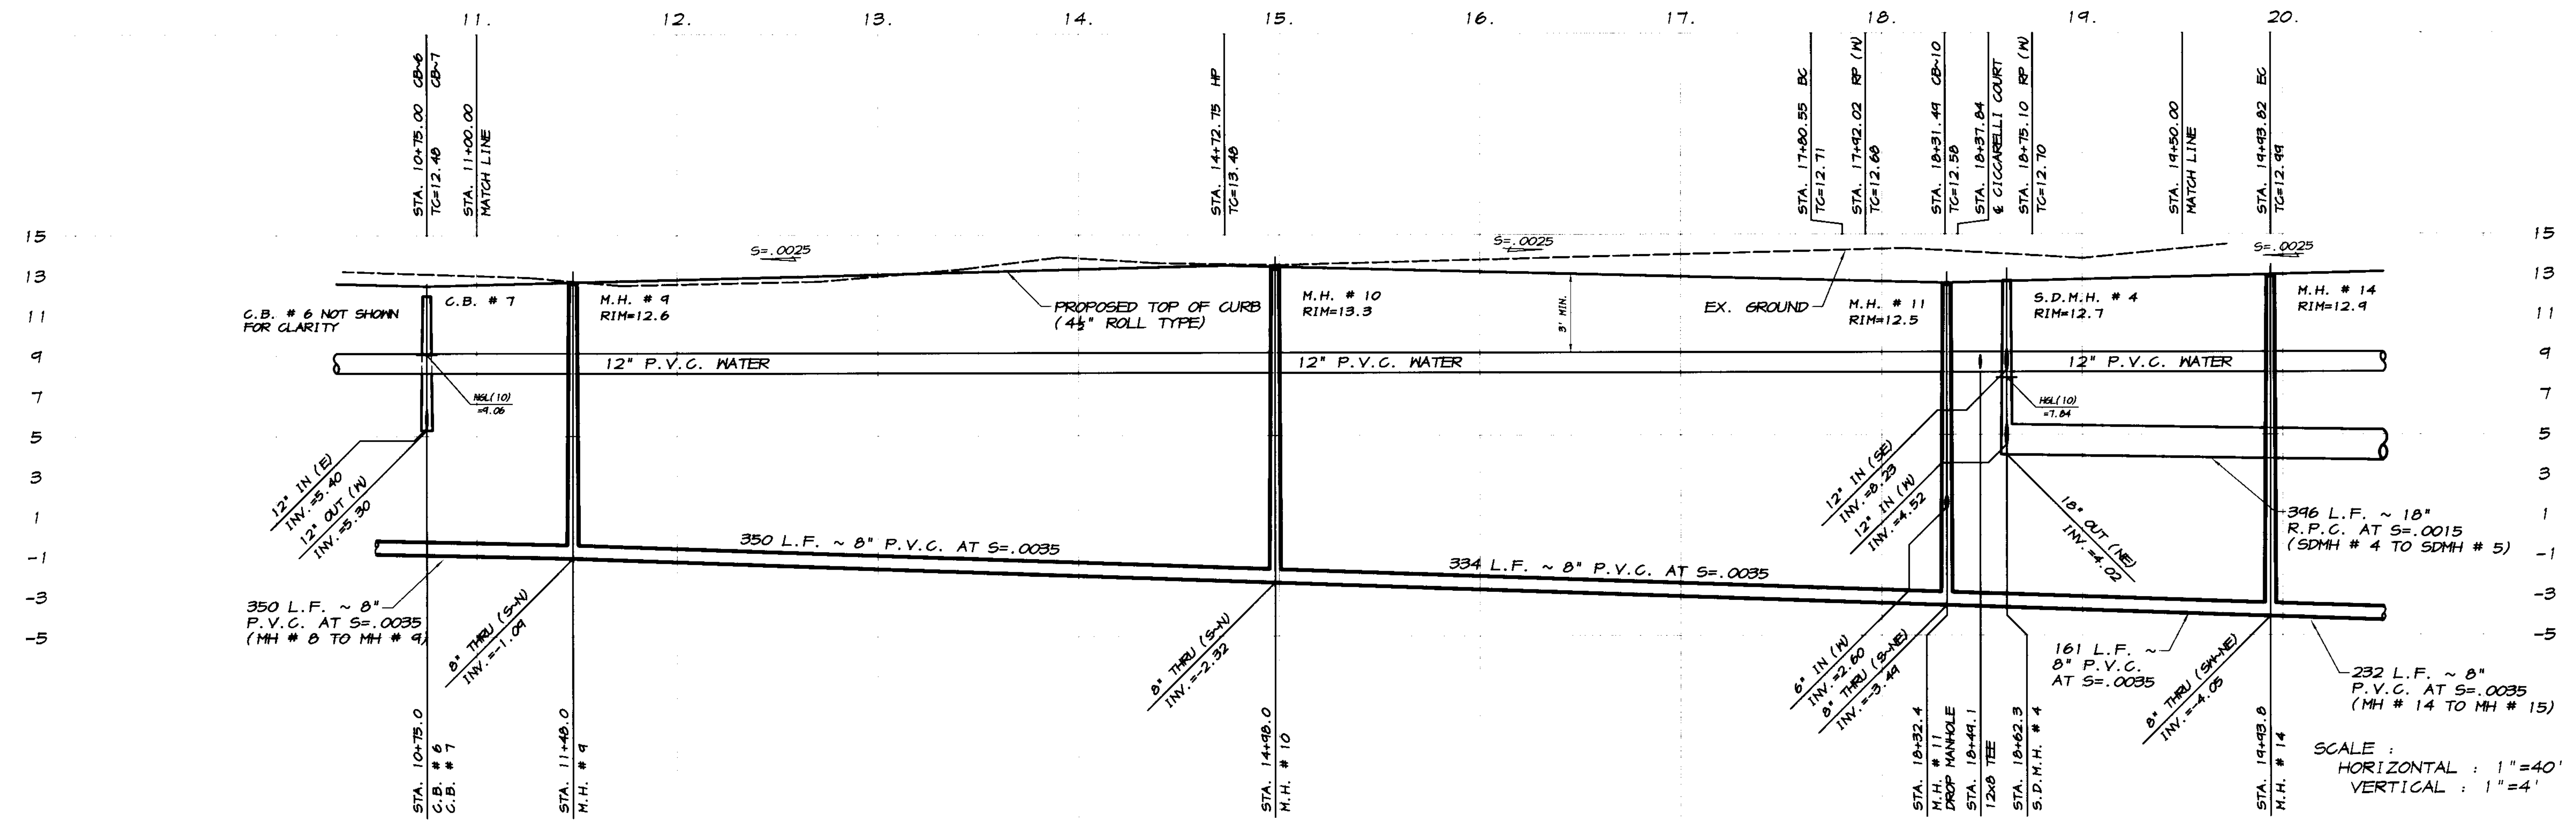 11. 12. 13. 14. 15. 16. 17. 18. 19. 20.
STA. 10+75.00 CB~6
TC=12.48 CB~7
STA. 11+00.00
MATCH LINE
STA. 14+72.75 HP
TC=13.48
STA. 17+80.55 BC
TC=12.71
STA. 17+92.02 RP (W)
TC=12.68
STA. 18+31.49 CB~10
TC=12.58
STA. 18+37.84
℄ CICCARELLI COURT
STA. 18+75.10 RP (W)
TC=12.70
STA. 19+50.00
MATCH LINE
STA. 19+93.82 EC
TC=12.99
15
13
11
9
7
5
3
1
-1
-3
-5
S=.0025
S=.0025
S=.0025
C.B. # 6 NOT SHOWN
FOR CLARITY
C.B. # 7
M.H. # 9
RIM=12.6
PROPOSED TOP OF CURB
(4½" ROLL TYPE)
M.H. # 10
RIM=13.3
3' MIN.
EX. GROUND
M.H. # 11
RIM=12.5
S.D.M.H. # 4
RIM=12.7
M.H. # 14
RIM=12.9
12" P.V.C. WATER
12" P.V.C. WATER
12" P.V.C. WATER
HGL(10)
=9.06
HGL(10)
=7.84
12" IN (E)
INV.=5.40
12" OUT (W)
INV.=5.30
12" IN (SE)
INV.=8.23
12" IN (W)
INV.=4.52
18" OUT (NE)
INV.=4.02
396 L.F. ~ 18"
R.P.C. AT S=.0015
(SDMH # 4 TO SDMH # 5)
350 L.F. ~ 8" P.V.C. AT S=.0035
334 L.F. ~ 8" P.V.C. AT S=.0035
350 L.F. ~ 8"
P.V.C. AT S=.0035
(MH # 8 TO MH # 9)
8" THRU (S~N)
INV.=-1.09
8" THRU (S~N)
INV.=-2.32
6" IN (W)
INV.=2.60
8" THRU (S~NE)
INV.=-3.49
161 L.F. ~
8" P.V.C.
AT S=.0035
8" THRU (SW~NE)
INV.=-4.05
232 L.F. ~ 8"
P.V.C. AT S=.0035
(MH # 14 TO MH # 15)
STA. 10+75.0
C.B. # 6
C.B. # 7
STA. 11+48.0
M.H. # 9
STA. 14+98.0
M.H. # 10
STA. 18+32.4
M.H. # 11
DROP MANHOLE
STA. 18+49.1
12x8 TEE
STA. 18+62.3
S.D.M.H. # 4
STA. 19+93.8
M.H. # 14
15
13
11
9
7
5
3
1
-1
-3
-5
SCALE :
HORIZONTAL : 1"=40'
VERTICAL : 1"=4'